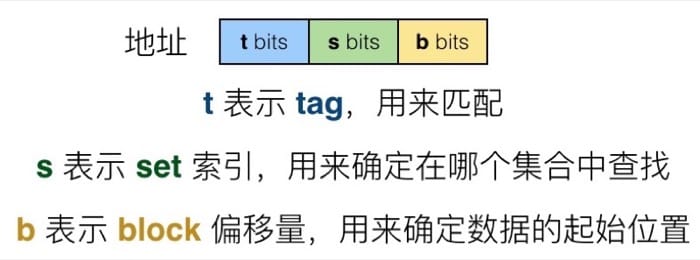 地址 t bits s bits b bits
t 表示 tag，用来匹配
s 表示 set 索引，用来确定在哪个集合中查找
b 表示 block 偏移量，用来确定数据的起始位置